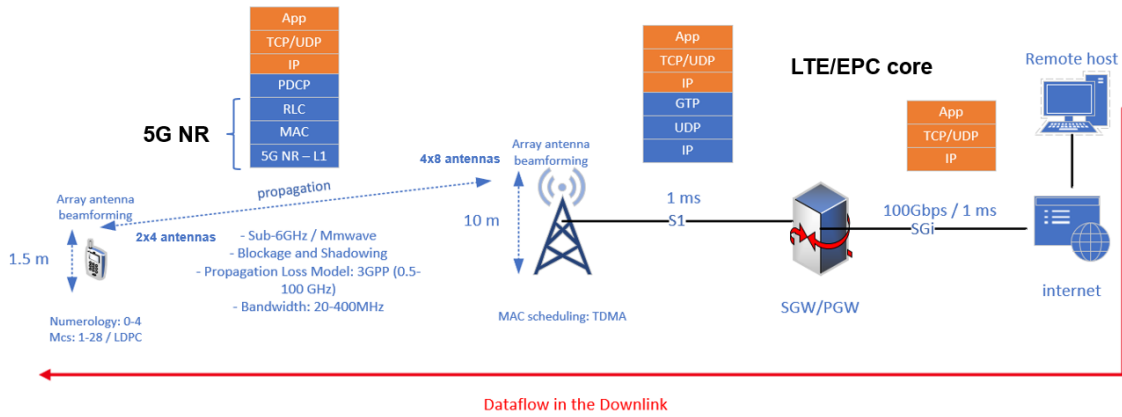 App
TCP/UDP
IP
PDCP
RLC
MAC
5G NR – L1
5G NR
App
TCP/UDP
IP
GTP
UDP
IP
LTE/EPC core
App
TCP/UDP
IP
Remote host
Array antenna
beamforming
4x8 antennas
propagation
Array antenna
beamforming
2x4 antennas
1.5 m
10 m
- Sub-6GHz / Mmwave
- Blockage and Shadowing
- Propagation Loss Model: 3GPP (0.5-
100 GHz)
- Bandwidth: 20-400MHz
Numerology: 0-4
Mcs: 1-28 / LDPC
MAC scheduling: TDMA
1 ms
S1
SGW/PGW
100Gbps / 1 ms
SGi
internet
Dataflow in the Downlink